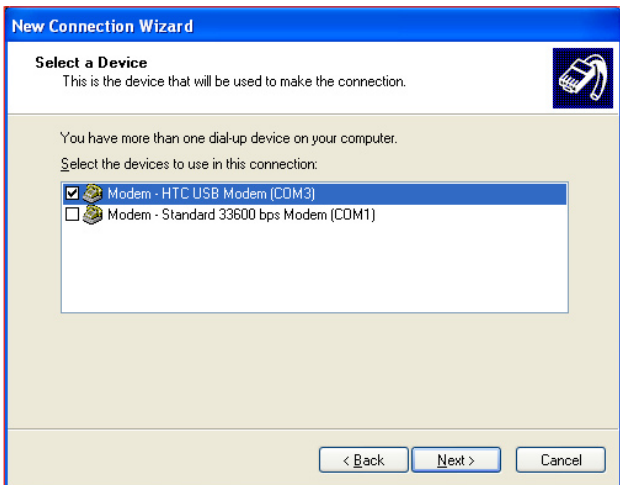 New Connection Wizard
Select a Device
This is the device that will be used to make the connection.
You have more than one dial-up device on your computer.
Select the devices to use in this connection:
Modem - HTC USB Modem (COM3)
Modem - Standard 33600 bps Modem (COM1)
< Back Next > Cancel